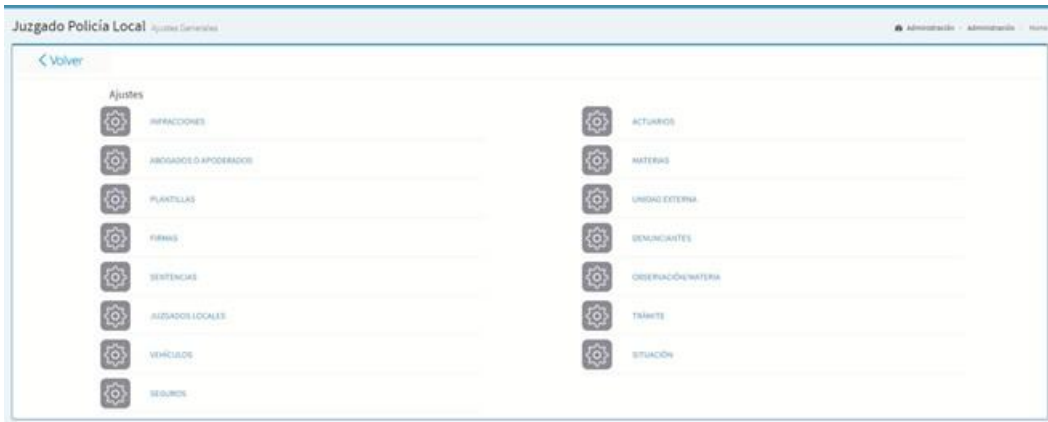 Juzgado Policía Local Ajustes Generales
Administración - Administración - Home
Volver
Ajustes
INFRACCIONES
ABOGADOS O APODERADOS
PLANTILLAS
FIRMAS
SENTENCIAS
JUZGADOS LOCALES
VEHÍCULOS
SEGUROS
ACTUARIOS
MATERIAS
UNIDAD EXTERNA
DENUNCIANTES
OBSERVACIÓN/MATERIA
TRÁMITE
SITUACIÓN